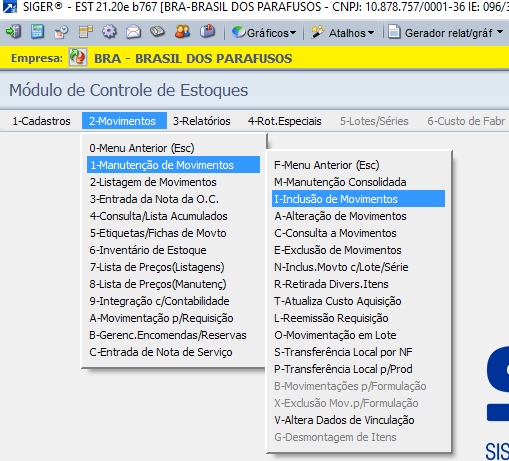 SIGER® - EST 21.20e b767 [BRA-BRASIL DOS PARAFUSOS - CNPJ: 10.878.757/0001-36 IE: 096/3
Gráficos Atalhos Gerador relat/gráf
Empresa: BRA - BRASIL DOS PARAFUSOS
Módulo de Controle de Estoques
1-Cadastros 2-Movimentos 3-Relatórios 4-Rot.Especiais 5-Lotes/Séries 6-Custo de Fabr
0-Menu Anterior (Esc)
1-Manutenção de Movimentos
2-Listagem de Movimentos
3-Entrada da Nota da O.C.
4-Consulta/Lista Acumulados
5-Etiquetas/Fichas de Movto
6-Inventário de Estoque
7-Lista de Preços(Listagens)
8-Lista de Preços(Manutenç)
9-Integração c/Contabilidade
A-Movimentação p/Requisição
B-Gerenc.Encomendas/Reservas
C-Entrada de Nota de Serviço
F-Menu Anterior (Esc)
M-Manutenção Consolidada
I-Inclusão de Movimentos
A-Alteração de Movimentos
C-Consulta a Movimentos
E-Exclusão de Movimentos
N-Inclus.Movto c/Lote/Série
R-Retirada Divers.Itens
T-Atualiza Custo Aquisição
L-Reemissão Requisição
O-Movimentação em Lote
S-Transferência Local por NF
P-Transferência Local p/Prod
B-Movimentações p/Formulação
X-Exclusão Mov.p/Formulação
V-Altera Dados de Vinculação
G-Desmontagem de Itens
S
SIS